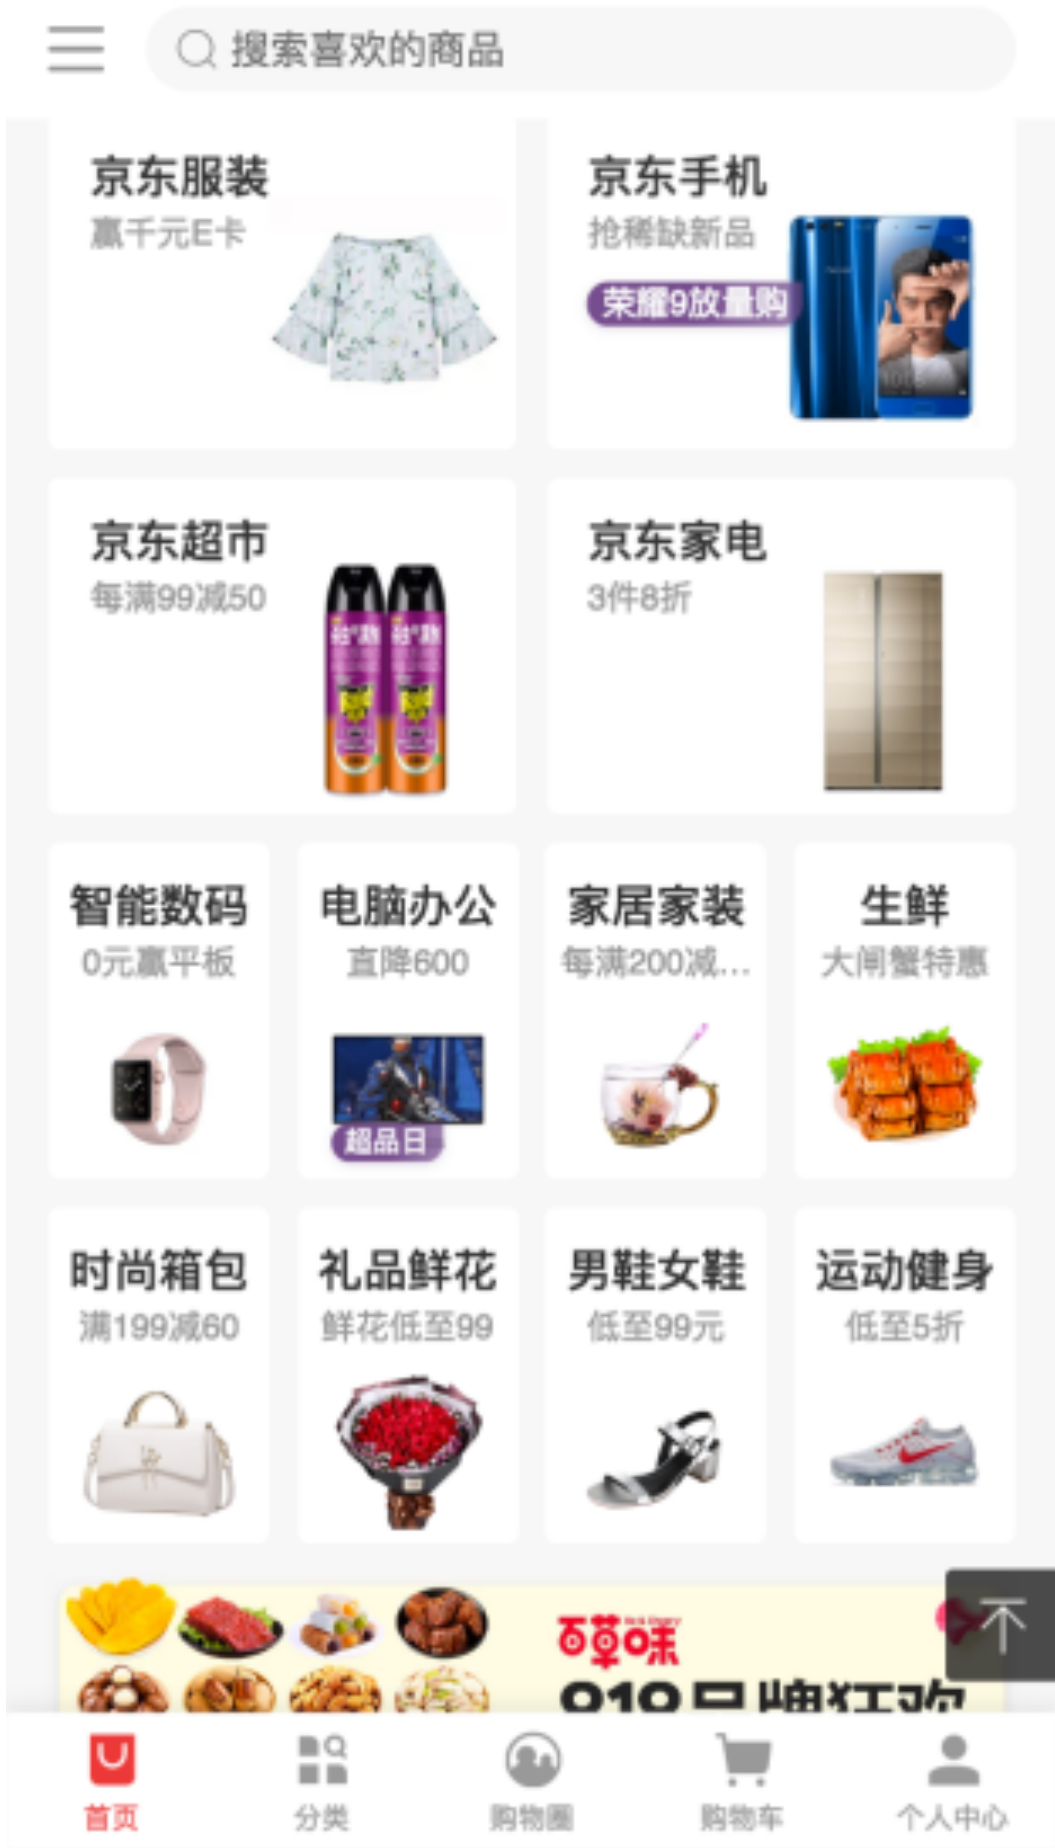 搜索喜欢的商品
京东服装
赢千元E卡
京东手机
抢稀缺新品
荣耀9放量购
京东超市
每满99减50
京东家电
3件8折
智能数码
0元赢平板
电脑办公
直降600
超品日
家居家装
每满200减...
生鲜
大闸蟹特惠
时尚箱包
满199减60
礼品鲜花
鲜花低至99
男鞋女鞋
低至99元
运动健身
低至5折
百草味
919品牌狂欢
首页
分类
购物圈
购物车
个人中心